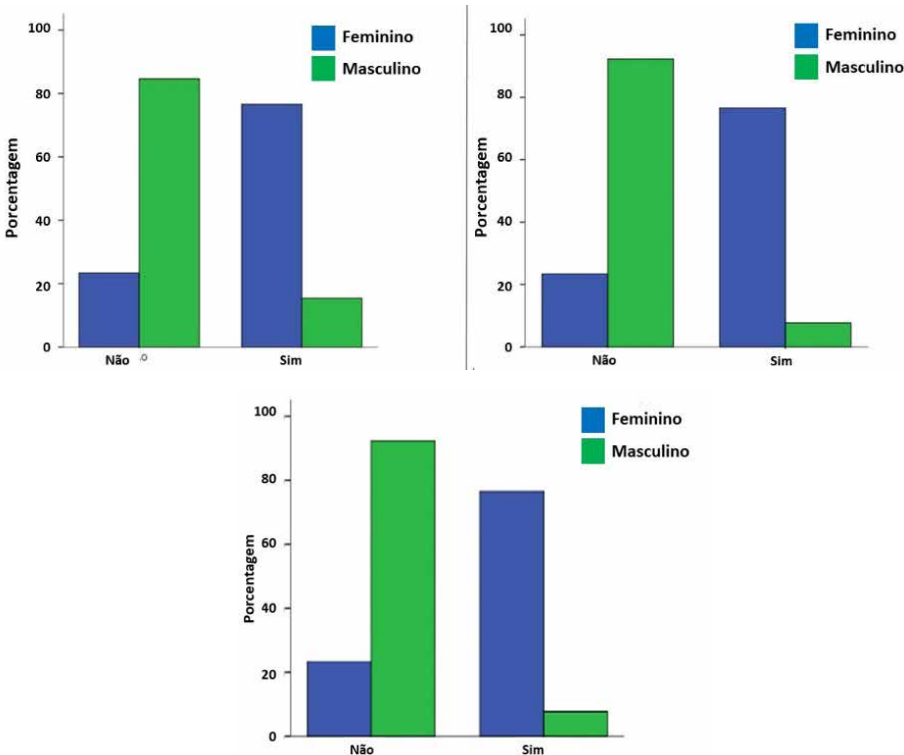 100
80
60
40
20
0
Porcentagem
Feminino
Masculino
Não
Sim
100
80
60
40
20
0
Porcentagem
Feminino
Masculino
Não
Sim
100
80
60
40
20
0
Porcentagem
Feminino
Masculino
Não
Sim